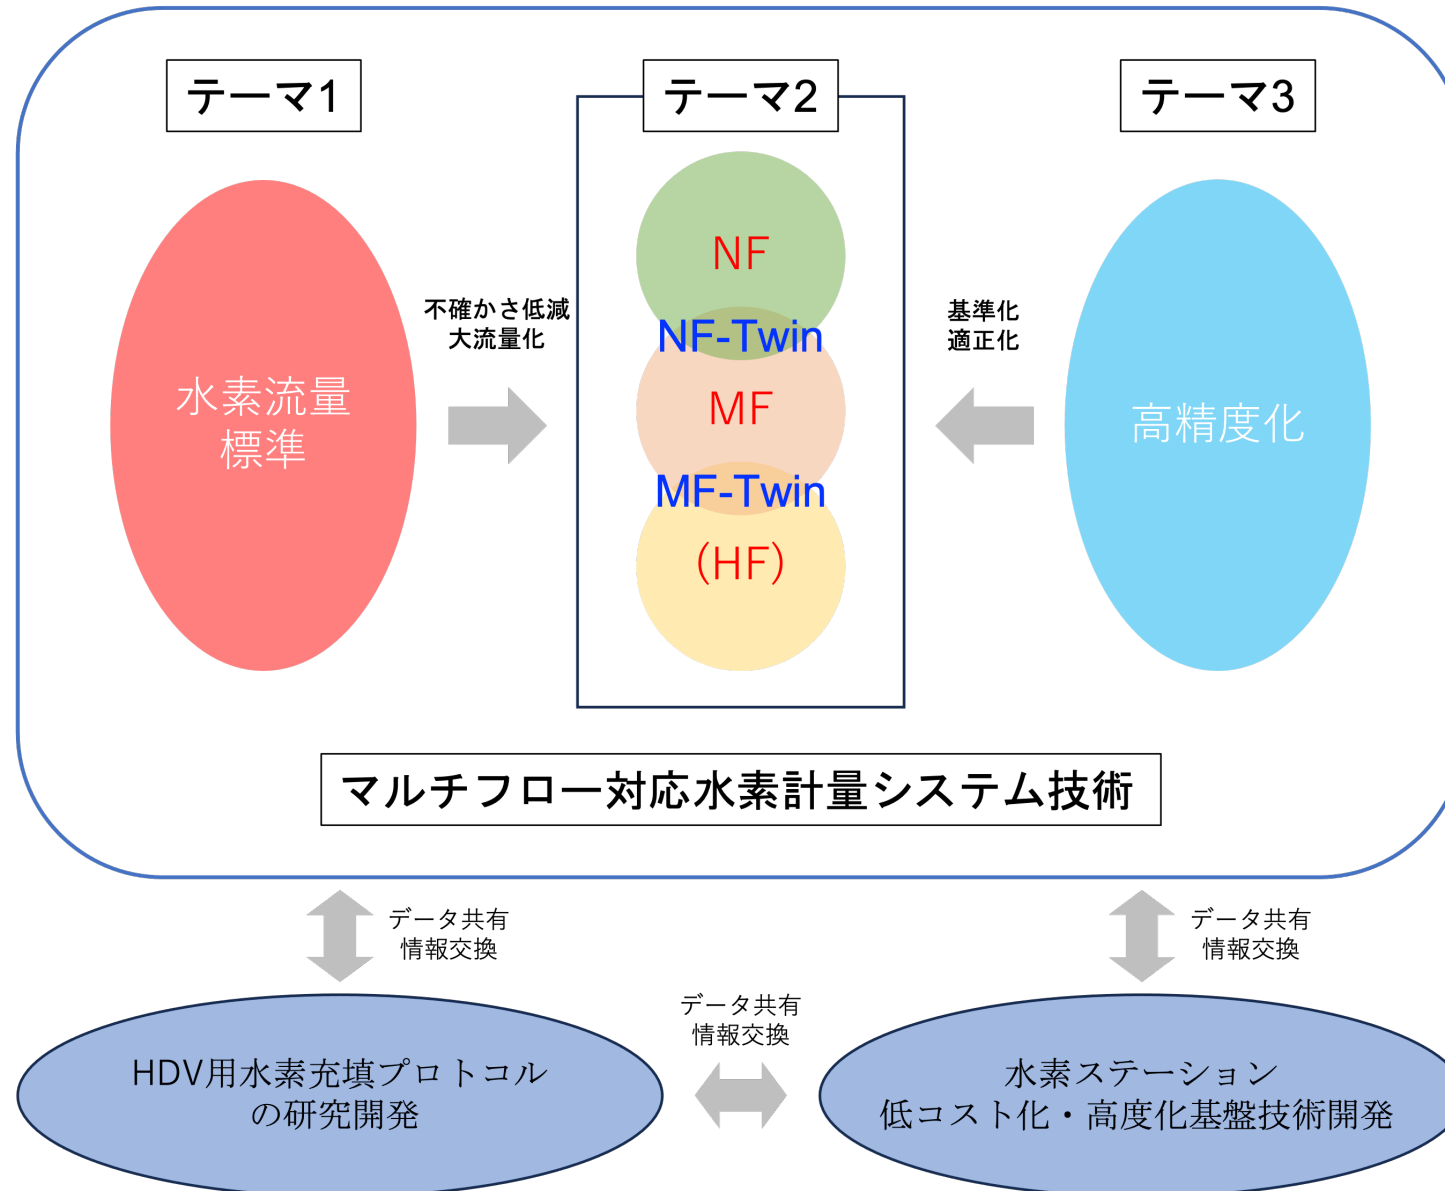 テーマ1
テーマ2
テーマ3
水素流量
標準
不確かさ低減
大流量化
NF
NF-Twin
MF
MF-Twin
(HF)
基準化
適正化
高精度化
マルチフロー対応水素計量システム技術
データ共有
情報交換
データ共有
情報交換
HDV用水素充填プロトコル
の研究開発
データ共有
情報交換
水素ステーション
低コスト化・高度化基盤技術開発